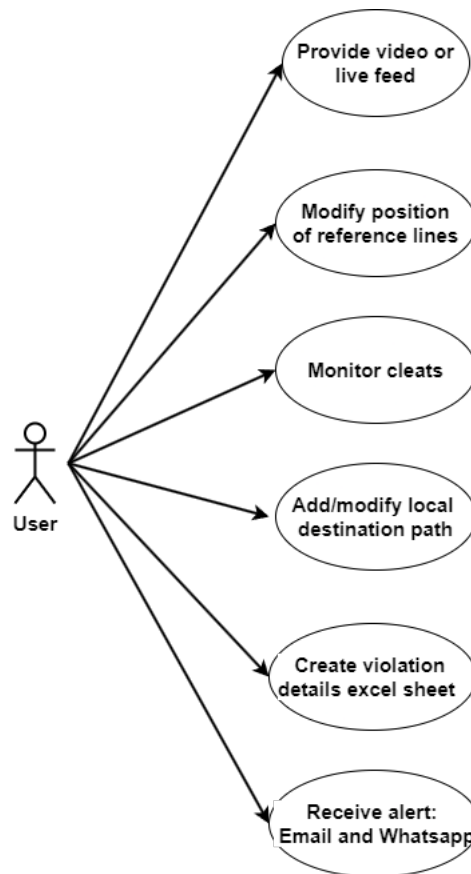 Provide video or
live feed
Modify position
of reference lines
Monitor cleats
User
Add/modify local
destination path
Create violation
details excel sheet
Receive alert:
Email and Whatsapp